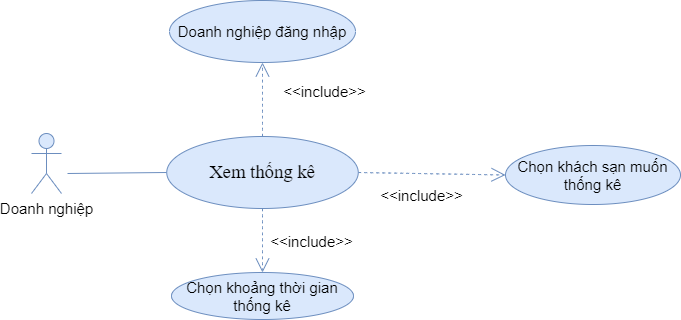 Doanh nghiệp đăng nhập
<<include>>
Xem thống kê
Chọn khách sạn muốn
thống kê
<<include>>
Doanh nghiệp
<<include>>
Chọn khoảng thời gian
thống kê